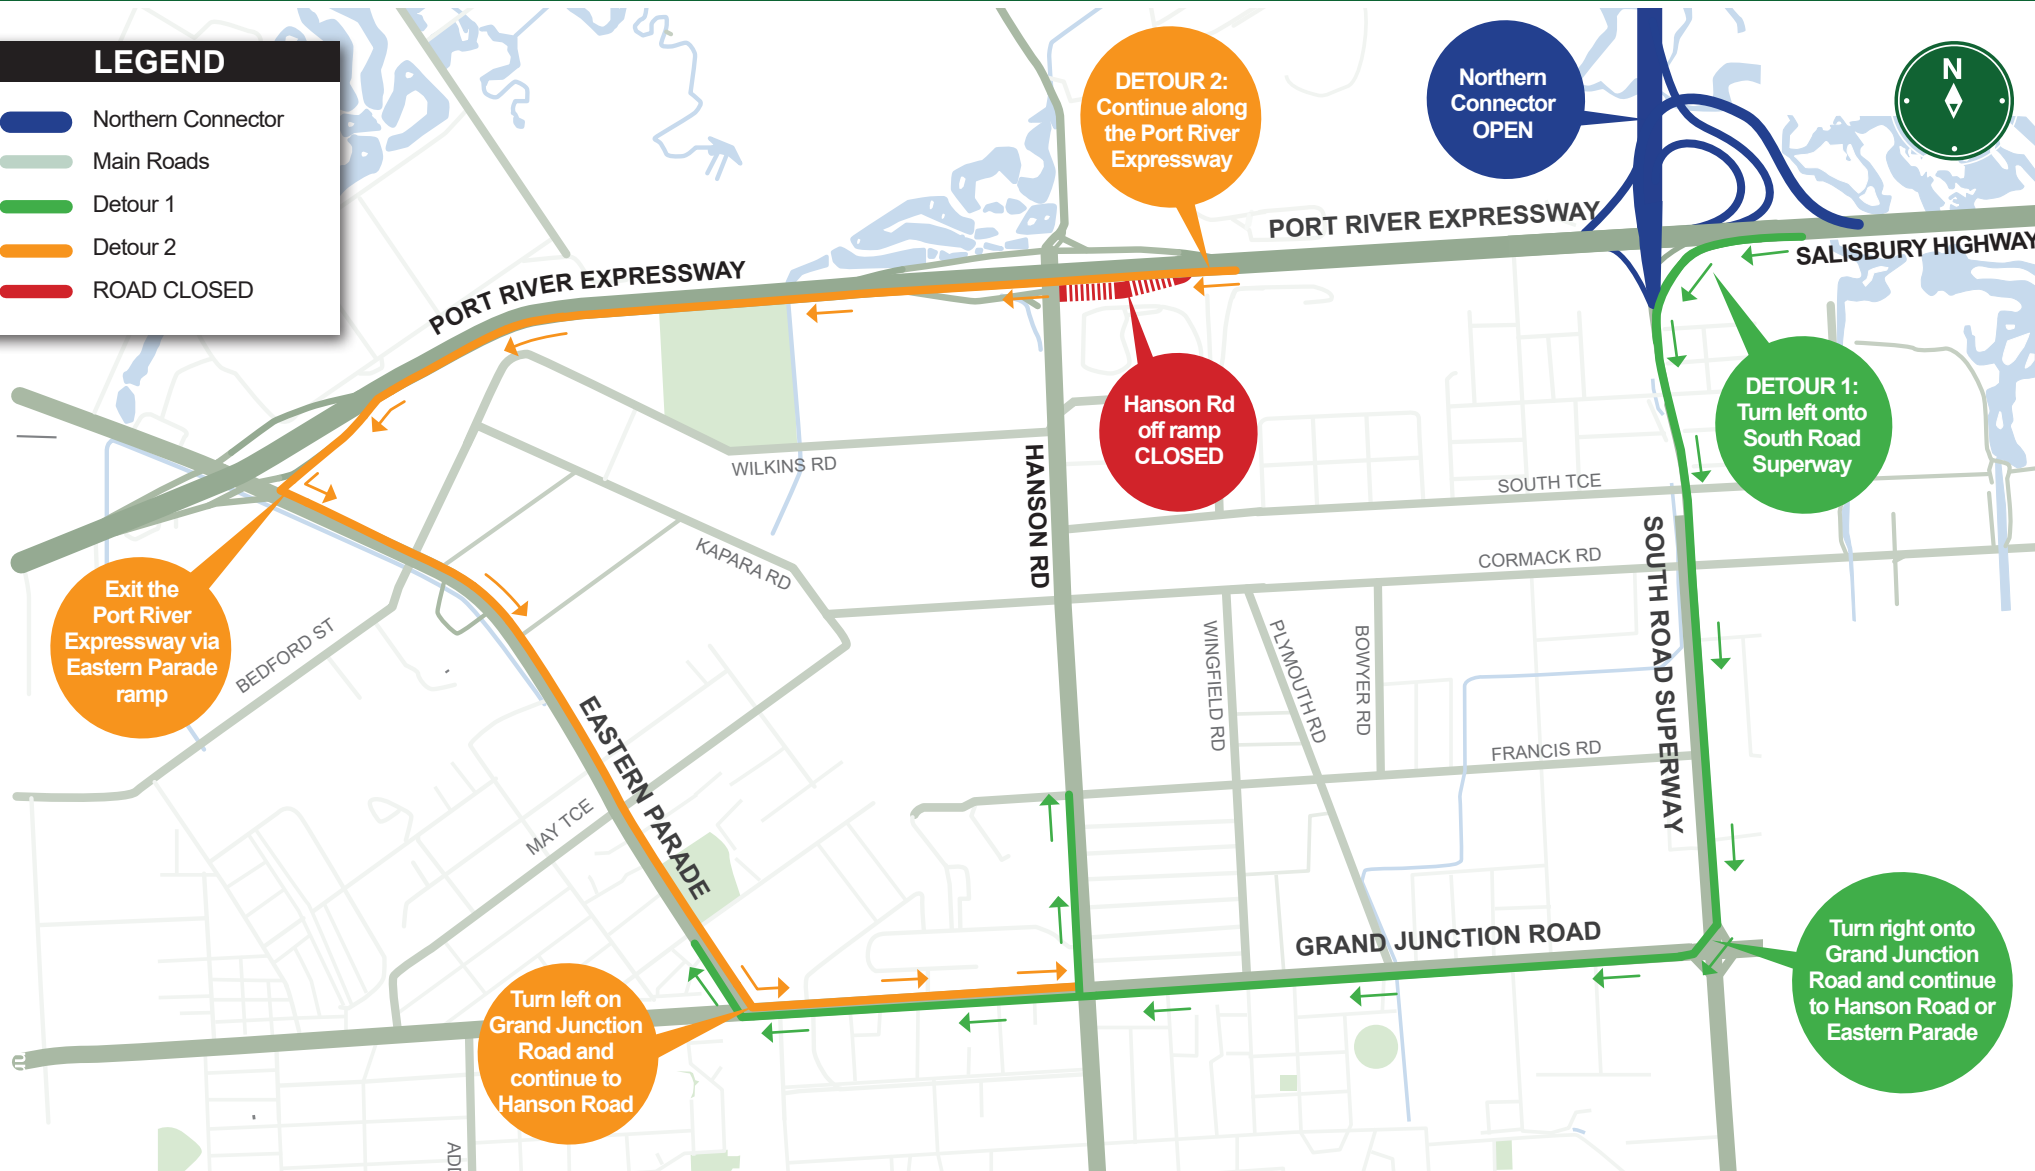 LEGEND
Northern Connector
Main Roads
Detour 1
Detour 2
ROAD CLOSED
DETOUR 2:
Continue along
the Port River
Expressway
Northern
Connector
OPEN
N
PORT RIVER EXPRESSWAY
SALISBURY HIGHWAY
PORT RIVER EXPRESSWAY
Hanson Rd
off ramp
CLOSED
DETOUR 1:
Turn left onto
South Road
Superway
WILKINS RD
HANSON RD
SOUTH TCE
KAPARA RD
CORMACK RD
SOUTH ROAD SUPERWAY
Exit the
Port River
Expressway via
Eastern Parade
ramp
BEDFORD ST
WINGFIELD RD
PLYMOUTH RD
BOWYER RD
EASTERN PARADE
FRANCIS RD
MAY TCE
GRAND JUNCTION ROAD
Turn right onto
Grand Junction
Road and continue
to Hanson Road or
Eastern Parade
Turn left on
Grand Junction
Road and
continue to
Hanson Road